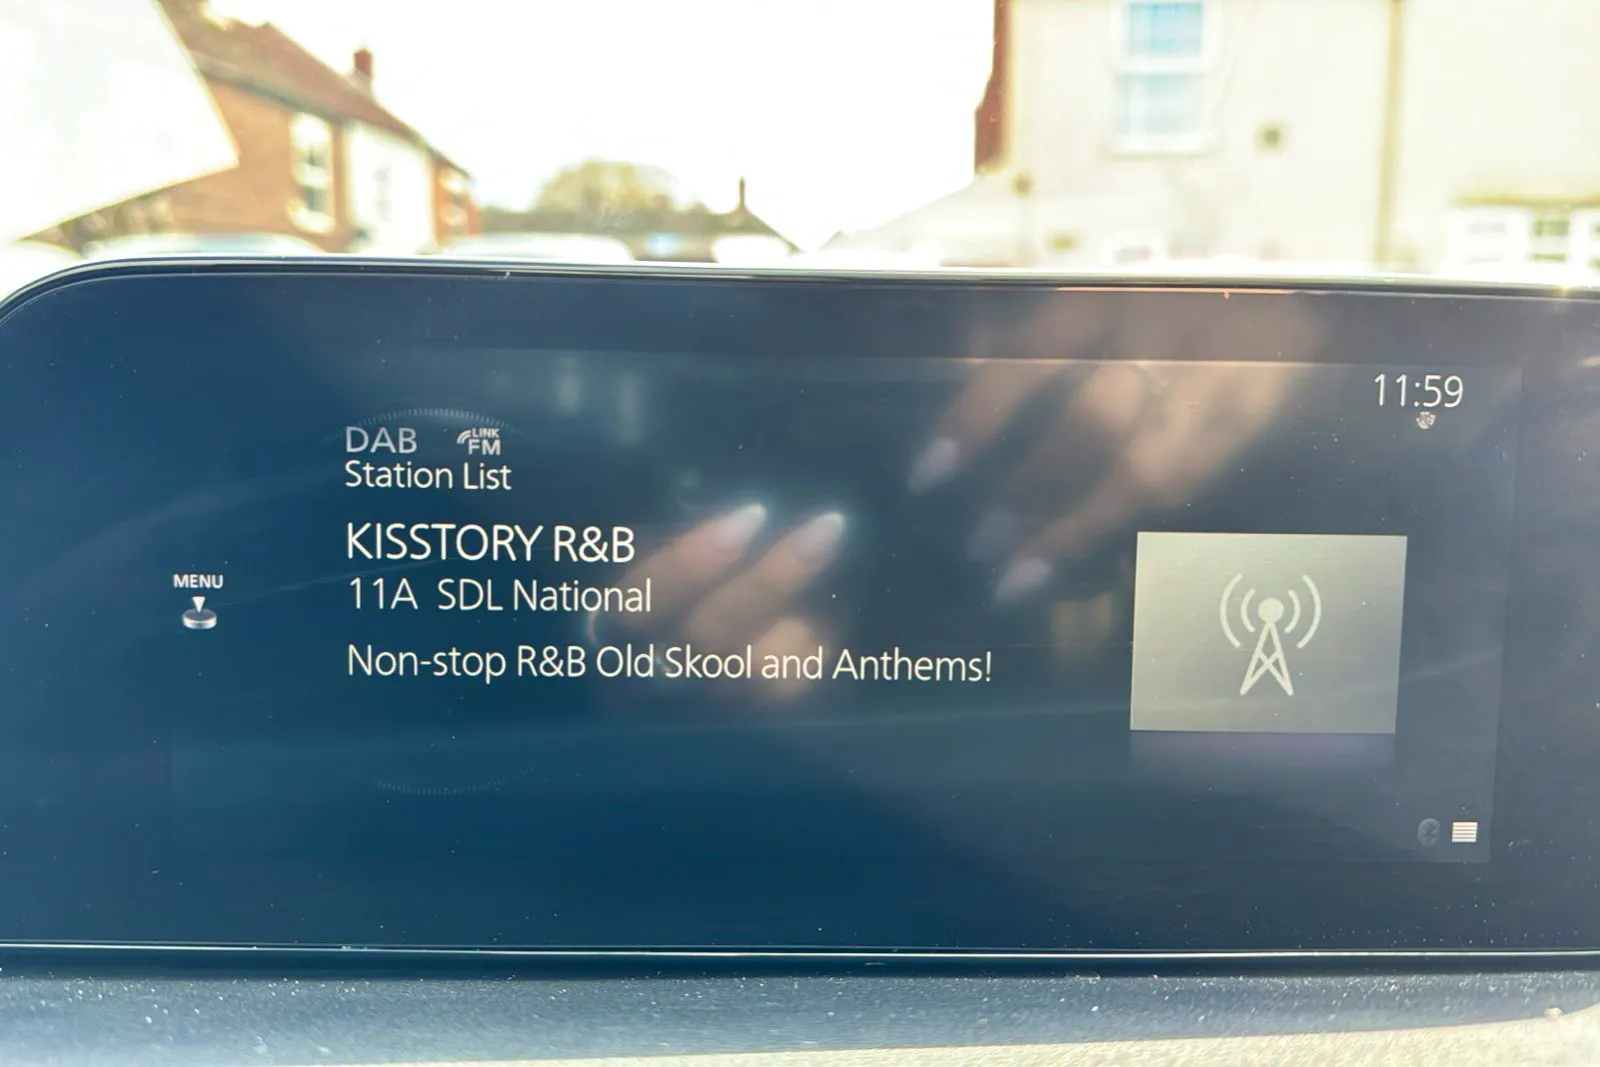 11:59
DAB LINK FM
Station List
KISSTORY R&B
11A SDL National
MENU
Non-stop R&B Old Skool and Anthems!